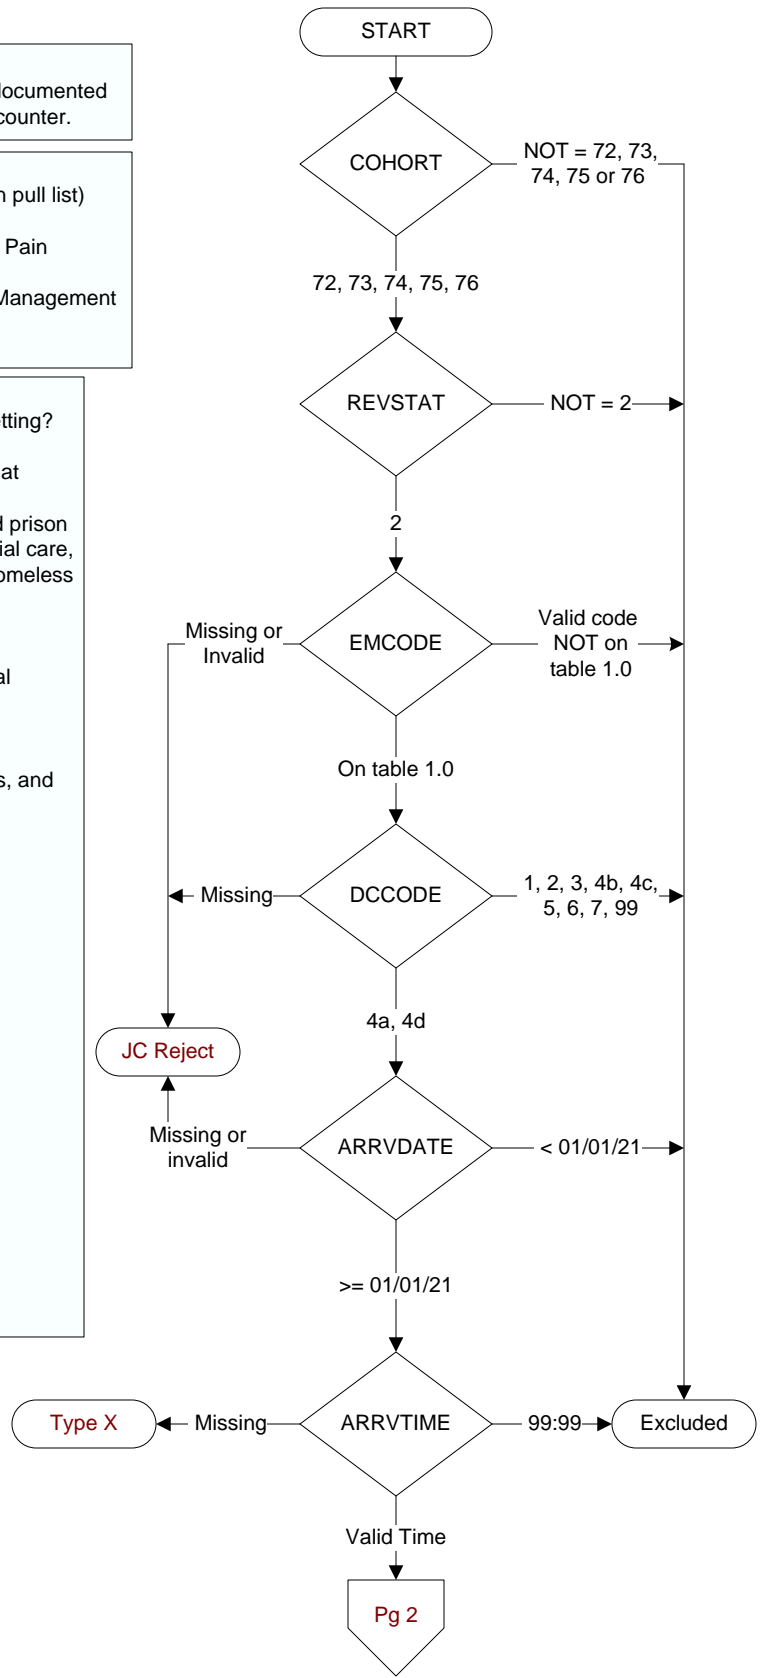 START
documented
counter.
COHORT
NOT = 72, 73,
74, 75 or 76
pull list)
Pain
Management
72, 73, 74, 75, 76
REVSTAT
NOT = 2
etting?
at
prison
ial care,
omeless
2
Missing or
Invalid
EMCODE
Valid code
NOT on
table 1.0
al
s, and
On table 1.0
Missing
DCCODE
1, 2, 3, 4b, 4c,
5, 6, 7, 99
4a, 4d
JC Reject
Missing or
invalid
ARRVDATE
< 01/01/21
>= 01/01/21
Type X
Missing
ARRVTIME
99:99
Excluded
Valid Time
Pg 2